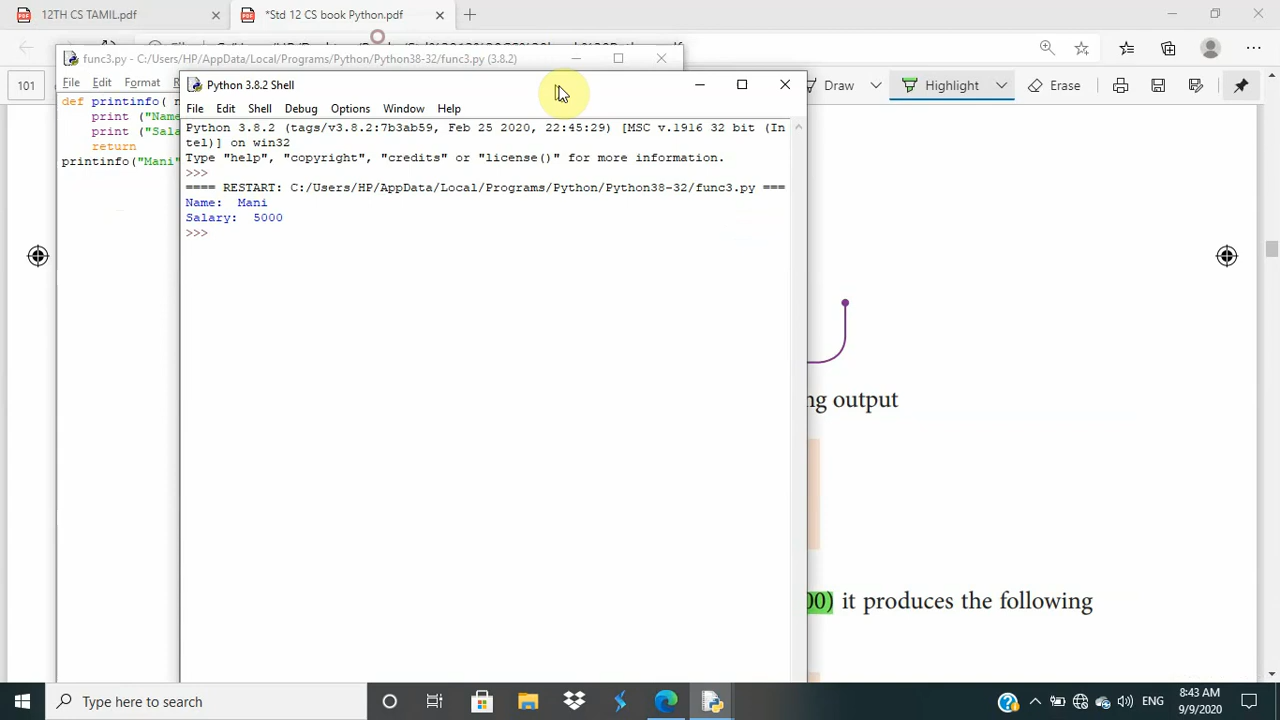 12TH CS TAMIL.pdf
*Std 12 CS book Python.pdf
func3.py - C:/Users/HP/AppData/Local/Programs/Python/Python38-32/func3.py (3.8.2)
101
File Edit Format
Python 3.8.2 Shell
Draw
Highlight
Erase
File Edit Shell Debug Options Window Help
def printinfo(
print ("Name
print ("Sala
return
printinfo("Mani"
Python 3.8.2 (tags/v3.8.2:7b3ab59, Feb 25 2020, 22:45:29) [MSC v.1916 32 bit (In
tel)] on win32
Type "help", "copyright", "credits" or "license()" for more information.
>>>
==== RESTART: C:/Users/HP/AppData/Local/Programs/Python/Python38-32/func3.py ===
Name:  Mani
Salary:  5000
>>>
ng output
00) it produces the following
Type here to search
ENG
8:43 AM
9/9/2020